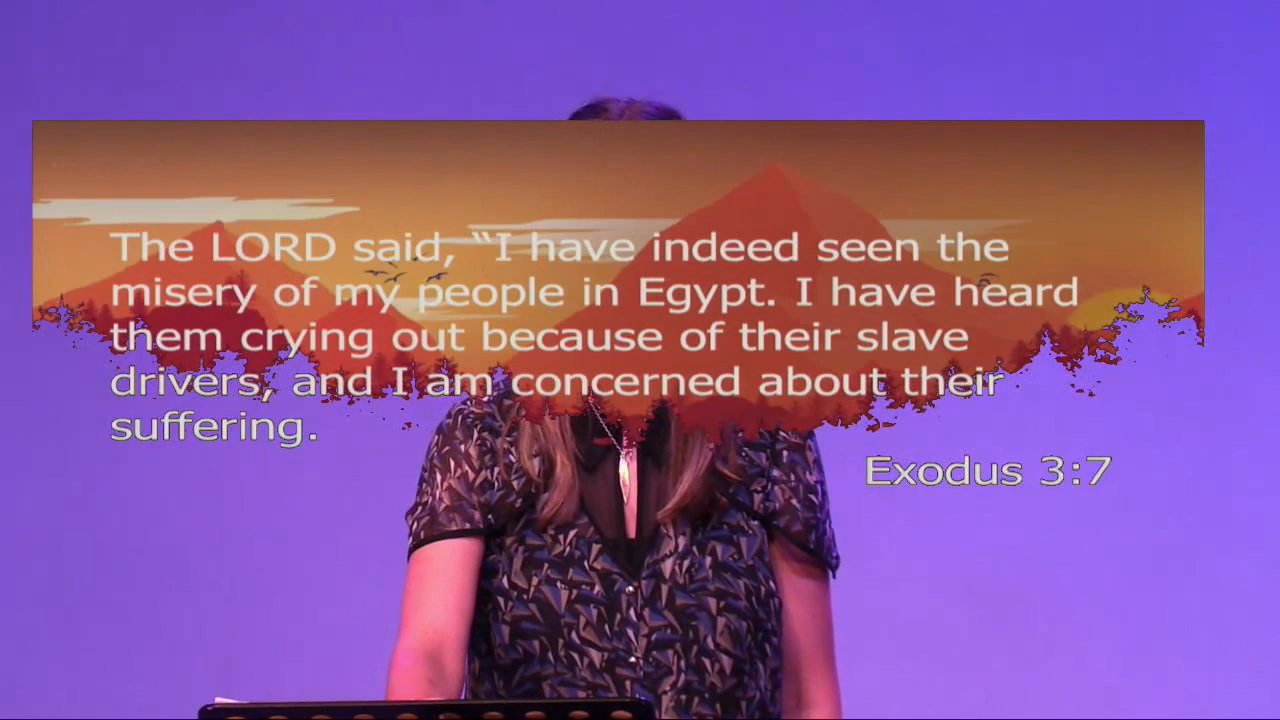 The LORD said, “I have indeed seen the
misery of my people in Egypt. I have heard
them crying out because of their slave
drivers, and I am concerned about their
suffering.
Exodus 3:7